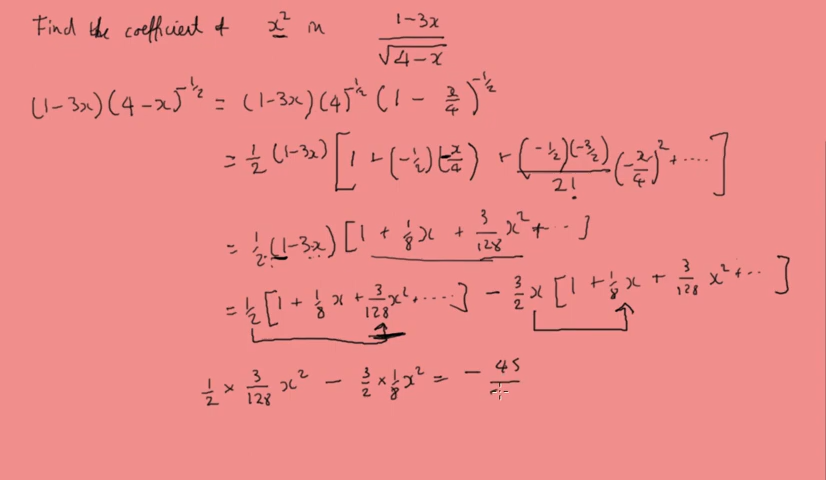 Find the coefficient of x² in (1-3x)/√(4-x)
(1-3x)(4-x)^(-1/2) = (1-3x)(4)^(-1/2) (1 - x/4)^(-1/2)
= 1/2 (1-3x) [1 + (-1/2)(-x/4) + (-1/2)(-3/2)/2! (-x/4)² + ....]
= 1/2 (1-3x) [1 + 1/8 x + 3/128 x² + ...]
= 1/2 [1 + 1/8 x + 3/128 x² + ....] - 3/2 x [1 + 1/8 x + 3/128 x² + ...]
1/2 × 3/128 x² - 3/2 × 1/8 x² = - 45/